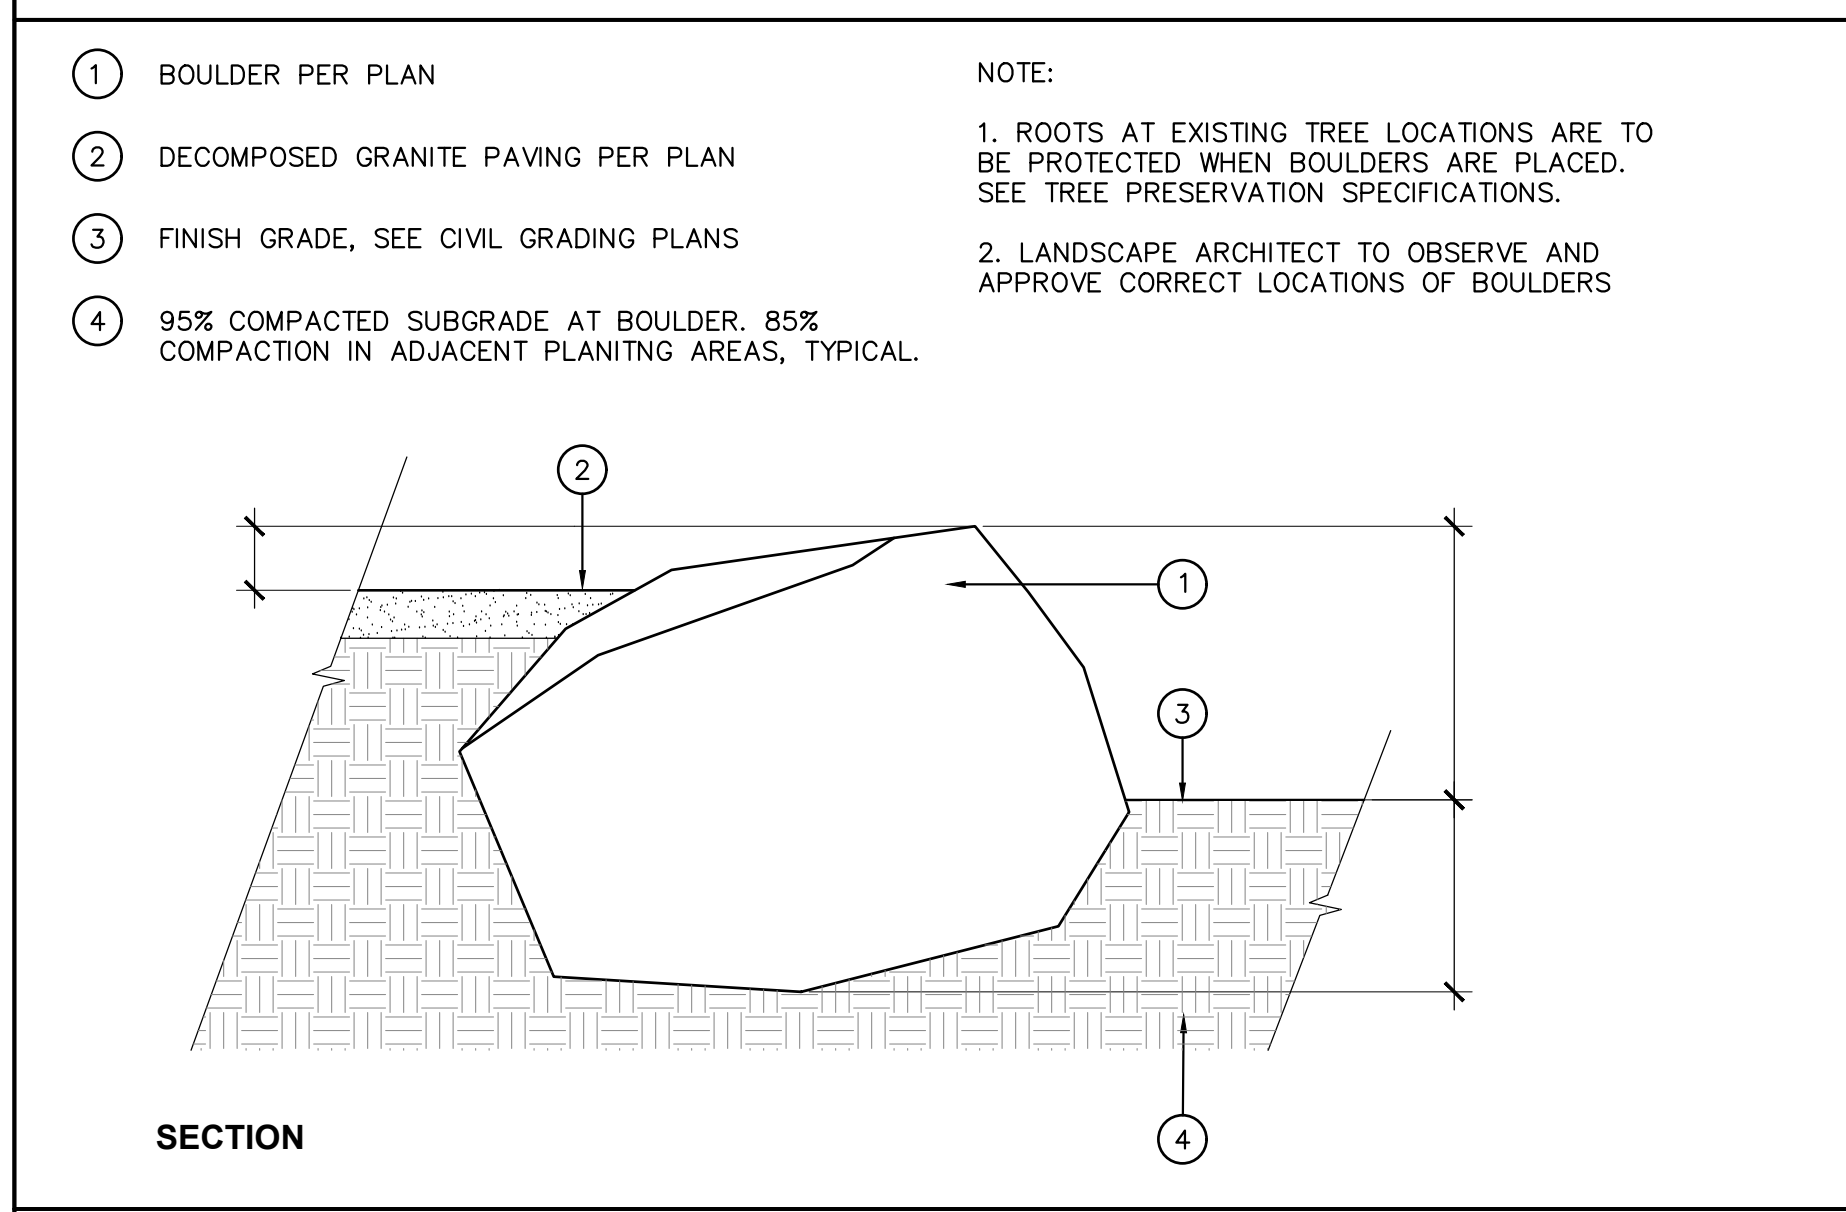 1 BOULDER PER PLAN
2 DECOMPOSED GRANITE PAVING PER PLAN
3 FINISH GRADE, SEE CIVIL GRADING PLANS
4 95% COMPACTED SUBGRADE AT BOULDER. 85%
COMPACTION IN ADJACENT PLANITNG AREAS, TYPICAL.
NOTE:
1. ROOTS AT EXISTING TREE LOCATIONS ARE TO
BE PROTECTED WHEN BOULDERS ARE PLACED.
SEE TREE PRESERVATION SPECIFICATIONS.
2. LANDSCAPE ARCHITECT TO OBSERVE AND
APPROVE CORRECT LOCATIONS OF BOULDERS
2
1
3
4
SECTION